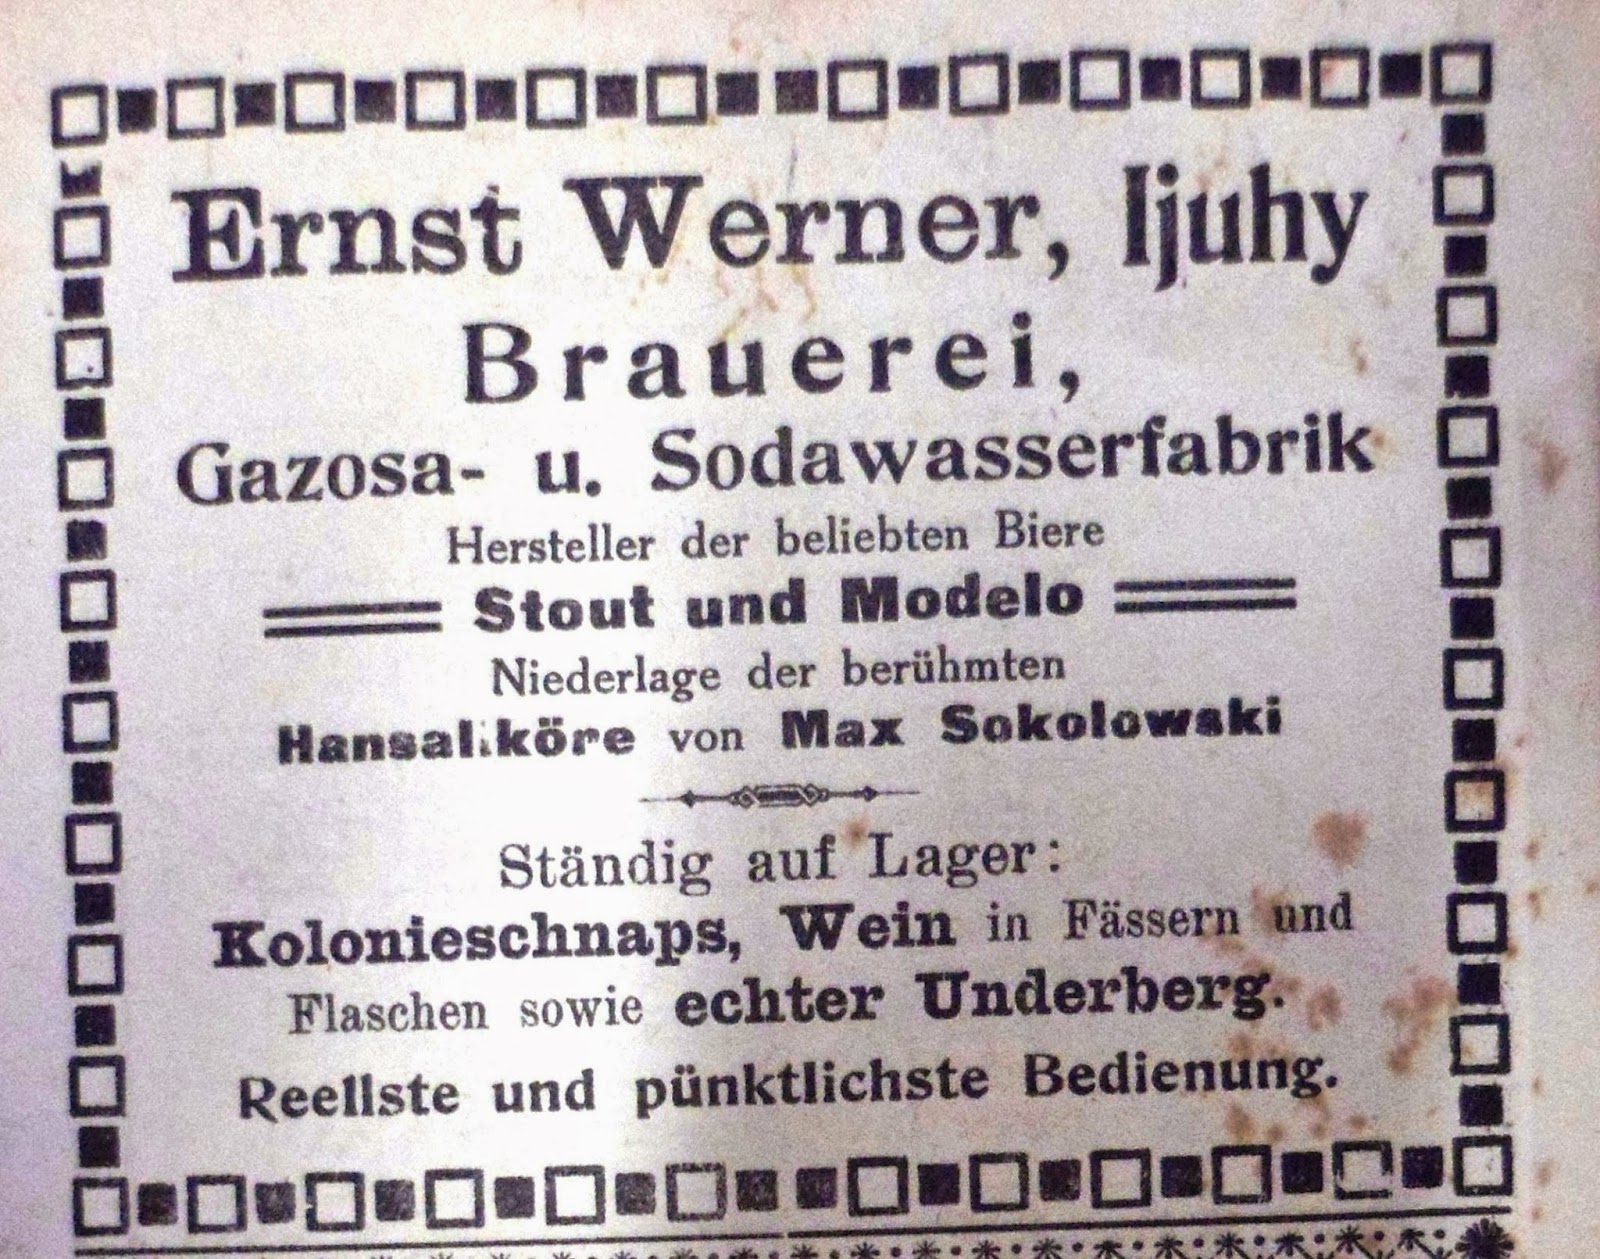 Ernst Werner, Ijuhy
Brauerei,
Gazosa- u. Sodawasserfabrik
Hersteller der beliebten Biere
Stout und Modelo
Niederlage der berühmten
Hansaliköre von Max Sokolowski
Ständig auf Lager:
Kolonieschnaps, Wein in Fässern und
Flaschen sowie echter Underberg.
Reellste und pünktlichste Bedienung.